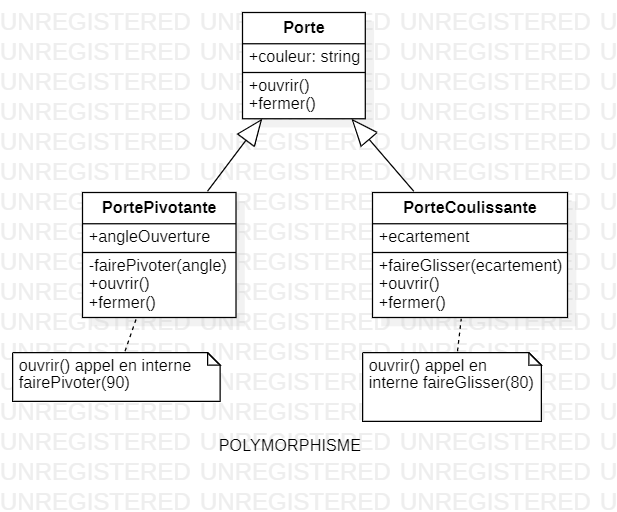 Porte
+couleur: string
+ouvrir()
+fermer()
PortePivotante
+angleOuverture
-fairePivoter(angle)
+ouvrir()
+fermer()
PorteCoulissante
+ecartement
+faireGlisser(ecartement)
+ouvrir()
+fermer()
ouvrir() appel en interne
fairePivoter(90)
ouvrir() appel en
interne faireGlisser(80)
POLYMORPHISME
UNREGISTERED